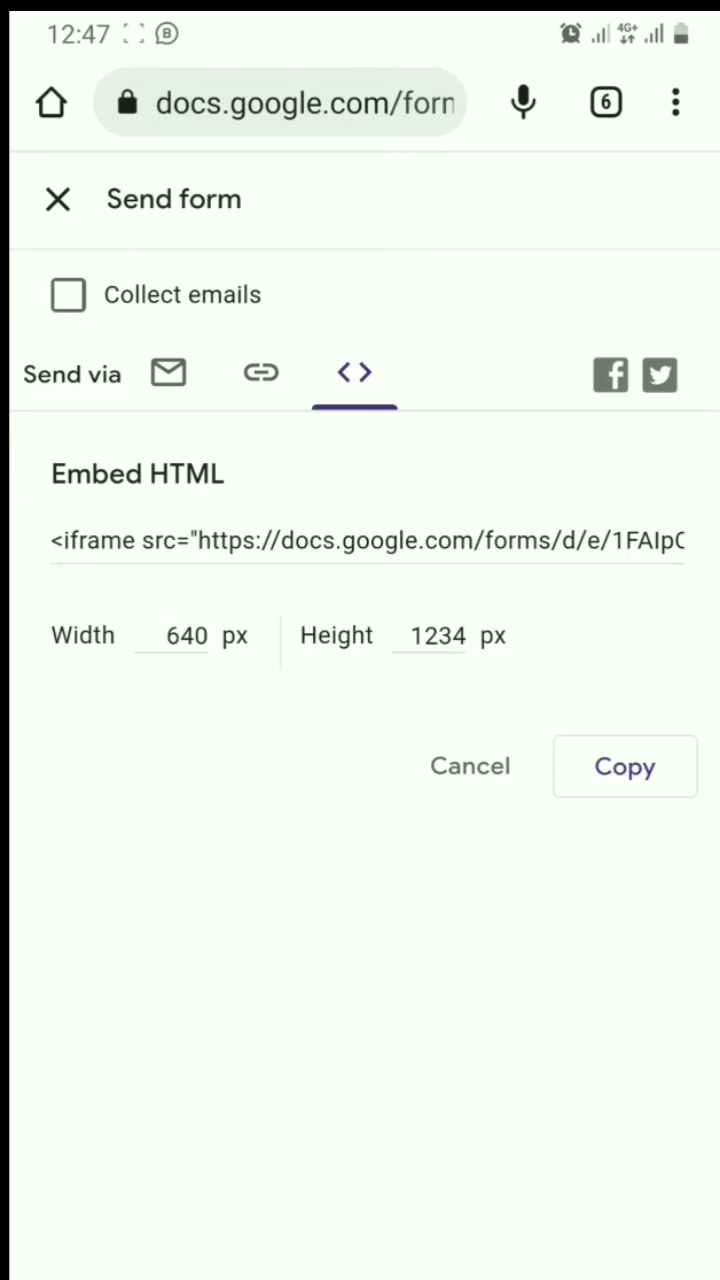 12:47
4G+
docs.google.com/forn
6
Send form
Collect emails
Send via
Embed HTML
<iframe src="https://docs.google.com/forms/d/e/1FAIpC
Width 640 px Height 1234 px
Cancel Copy